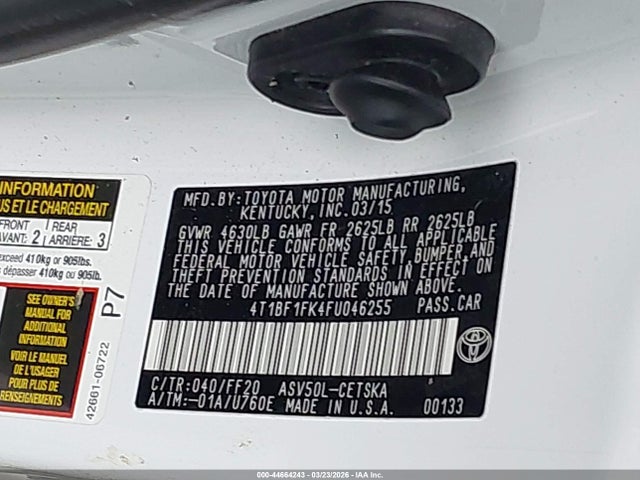 INFORMATION
US ET LE CHARGEMENT
FRONT AVANT: 2 REAR ARRIÈRE: 3
exceed 410kg or 905lbs.
dépasser 410kg ou 905lb.
SEE OWNER'S
MANUAL FOR
ADDITIONAL
INFORMATION
VOIR LE MANUEL
DE L'USAGER
POUR PLUS DE
RENSEIGNEMENTS
P7
42661-06722
MFD.BY:TOYOTA MOTOR MANUFACTURING,
KENTUCKY, INC.03/15
GVWR 4630LB GAWR FR 2625LB RR 2625LB
THIS VEHICLE CONFORMS TO ALL APPLICABLE
FEDERAL MOTOR VEHICLE SAFETY,BUMPER,AND
THEFT PREVENTION STANDARDS IN EFFECT ON
THE DATE OF MANUFACTURE SHOWN ABOVE.
4T1BF1FK4FU046255 PASS.CAR
C/TR:040/FF20 ASV50L-CETSKA
A/TM:-01A/U760E MADE IN U.S.A. 00133
000-44664243 - 03/23/2026 - © IAA, Inc.